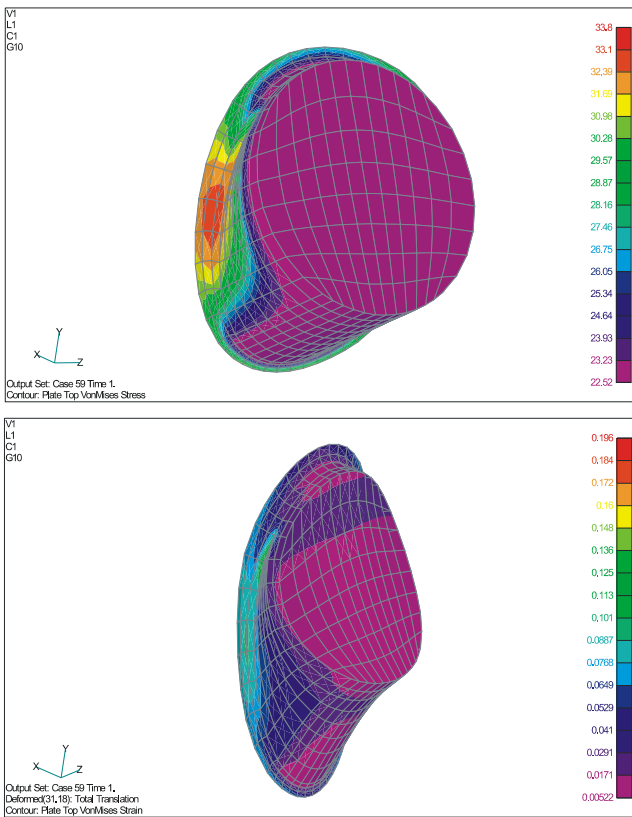 V1
L1
C1
G10
33.8
33.1
32.39
31.69
30.98
30.28
29.57
28.87
28.16
27.46
26.75
26.05
25.34
24.64
23.93
23.23
22.52
Y
X
Z
Output Set: Case 59 Time 1.
Contour: Plate Top VonMises Stress
V1
L1
C1
G10
0.196
0.184
0.172
0.16
0.148
0.136
0.125
0.113
0.101
0.0887
0.0768
0.0649
0.0529
0.041
0.0291
0.0171
0.00522
Y
X
Z
Output Set: Case 59 Time 1.
Deformed(31.18): Total Translation
Contour: Plate Top VonMises Strain